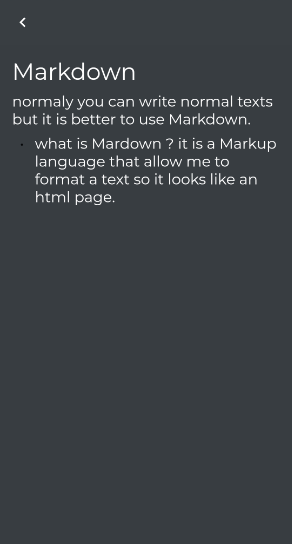 Markdown
normaly you can write normal texts
but it is better to use Markdown.
• what is Mardown ? it is a Markup
language that allow me to
format a text so it looks like an
html page.